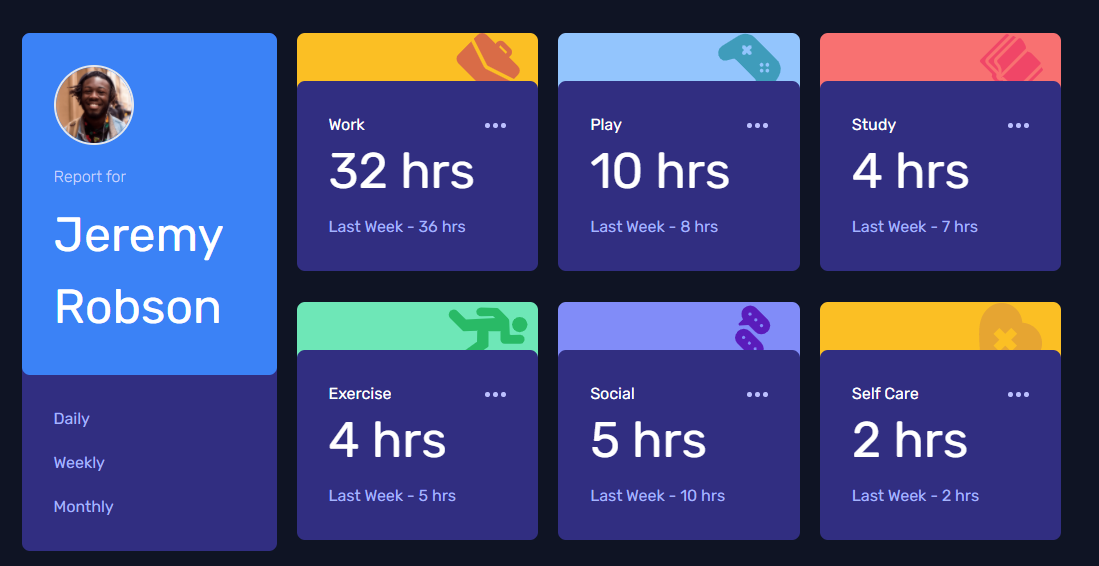 Report for
Jeremy
Robson
Daily
Weekly
Monthly
Work
32 hrs
Last Week - 36 hrs
Play
10 hrs
Last Week - 8 hrs
Study
4 hrs
Last Week - 7 hrs
Exercise
4 hrs
Last Week - 5 hrs
Social
5 hrs
Last Week - 10 hrs
Self Care
2 hrs
Last Week - 2 hrs